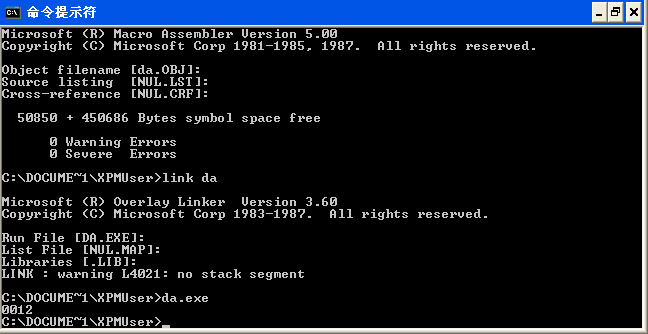 命令提示符
Microsoft (R) Macro Assembler Version 5.00
Copyright (C) Microsoft Corp 1981-1985, 1987.  All rights reserved.
Object filename [da.OBJ]:
Source listing  [NUL.LST]:
Cross-reference [NUL.CRF]:
  50850 + 450686 Bytes symbol space free
      0 Warning Errors
      0 Severe  Errors
C:\DOCUME~1\XPMUser>link da
Microsoft (R) Overlay Linker  Version 3.60
Copyright (C) Microsoft Corp 1983-1987.  All rights reserved.
Run File [DA.EXE]:
List File [NUL.MAP]:
Libraries [.LIB]:
LINK : warning L4021: no stack segment
C:\DOCUME~1\XPMUser>da.exe
0012
C:\DOCUME~1\XPMUser>_